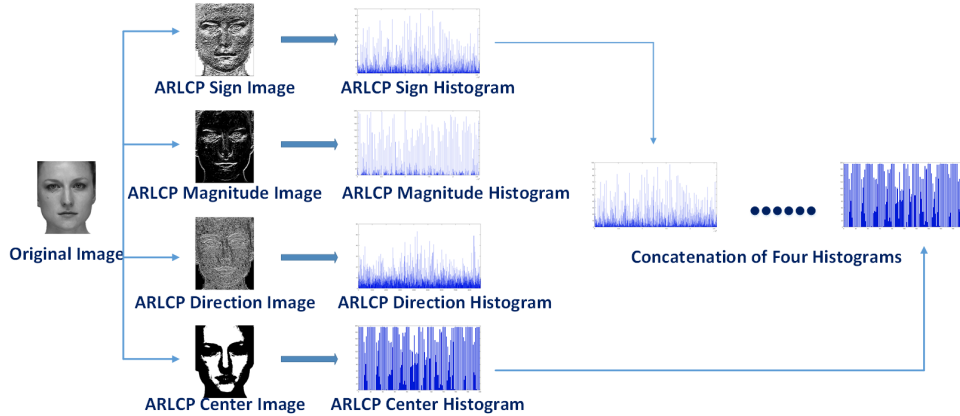 ARLCP Sign Image
ARLCP Sign Histogram
ARLCP Magnitude Image
ARLCP Magnitude Histogram
Original Image
Concatenation of Four Histograms
ARLCP Direction Image
ARLCP Direction Histogram
ARLCP Center Image
ARLCP Center Histogram